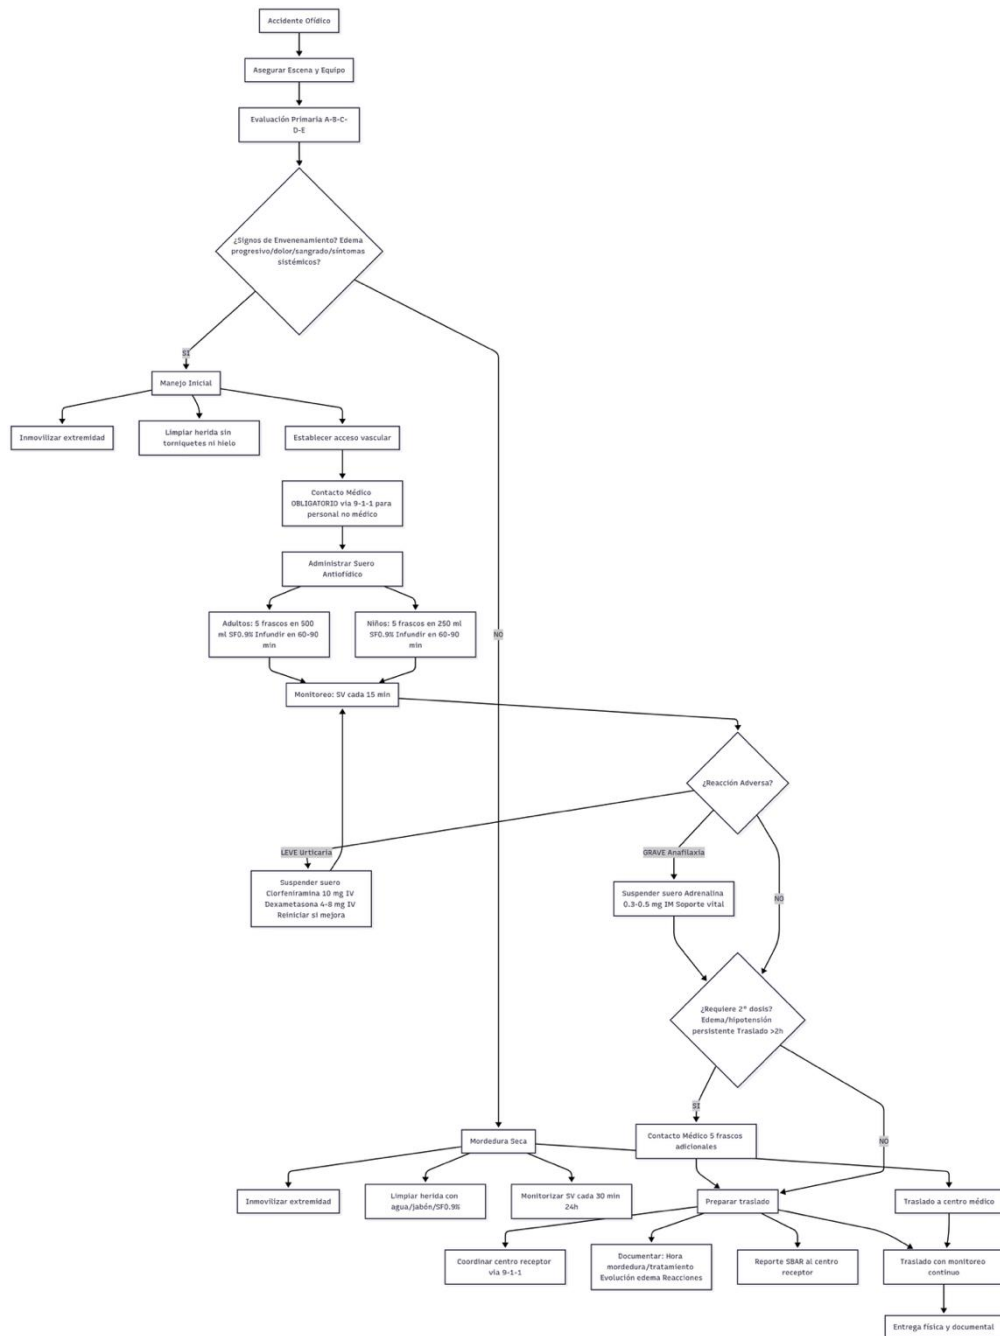 Accidente Ofídico
Asegurar Escena y Equipo
Evaluación Primaria A-B-C-
D-E
¿Signos de Envenenamiento? Edema
progresivo/dolor/sangrado/síntomas
sistémicos?
SI
Manejo Inicial
Inmovilizar extremidad
Limpiar herida sin
torniquetes ni hielo
Establecer acceso vascular
Contacto Médico
OBLIGATORIO via 9-1-1 para
personal no médico
Administrar Suero
Antiofídico
Adultos: 5 frascos en 500
ml SF0.9% Infundir en 60-90
min
Niños: 5 frascos en 250 ml
SF0.9% Infundir en 60-90
min
NO
Monitoreo: SV cada 15 min
¿Reacción Adversa?
LEVE Urticaria
GRAVE Anafilaxia
NO
Suspender suero
Clorfeniramina 10 mg IV
Dexametasona 4-8 mg IV
Reiniciar si mejora
Suspender suero Adrenalina
0.3-0.5 mg IM Soporte vital
¿Requiere 2° dosis?
Edema/hipotensión
persistente Traslado >2h
SI
NO
Mordedura Seca
Contacto Médico 5 frascos
adicionales
Inmovilizar extremidad
Limpiar herida con
agua/jabón/SF0.9%
Monitorizar SV cada 30 min
24h
Preparar traslado
Traslado a centro médico
Coordinar centro receptor
via 9-1-1
Documentar: Hora
mordedura/tratamiento
Evolución edema Reacciones
Reporte SBAR al centro
receptor
Traslado con monitoreo
continuo
Entrega física y documental